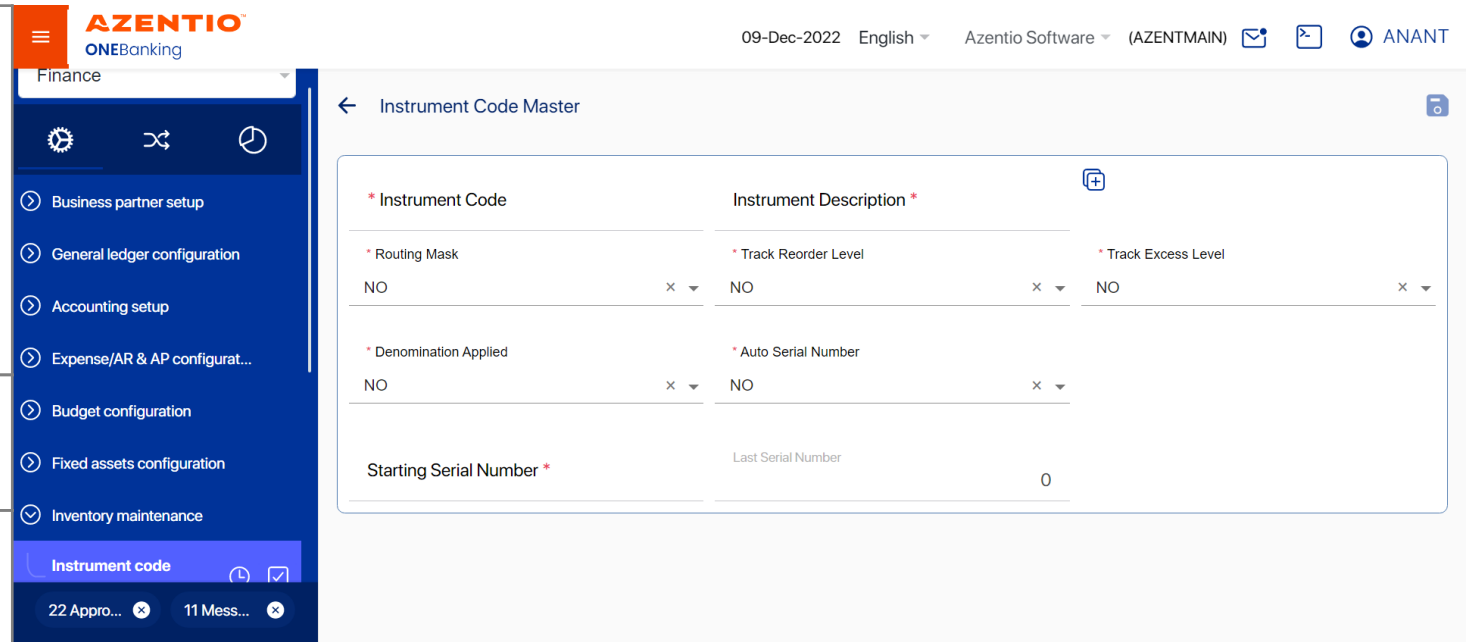 AZENTIO™
ONEBanking
09-Dec-2022 English Azentio Software (AZENTMAIN) ANANT
Finance
Business partner setup
General ledger configuration
Accounting setup
Expense/AR & AP configurat...
Budget configuration
Fixed assets configuration
Inventory maintenance
Instrument code
22 Appro... 11 Mess...
Instrument Code Master
* Instrument Code Instrument Description *
* Routing Mask * Track Reorder Level * Track Excess Level
NO NO NO
* Denomination Applied * Auto Serial Number
NO NO
Starting Serial Number * Last Serial Number
0